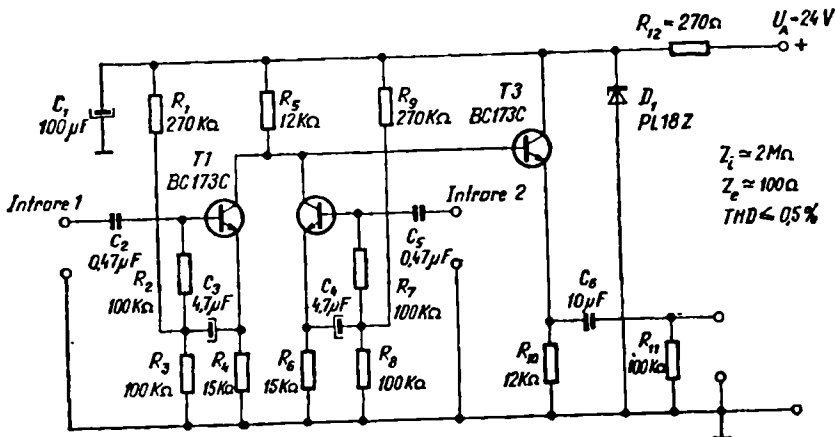 R12 = 270Ω
UA = 24V
+
C1
100µF
R1
270KΩ
R5
12KΩ
R9
270KΩ
T3
BC173C
D1
PL18Z
T1
BC173C
Zi ≃ 2MΩ
Ze ≃ 100Ω
THD ≤ 0,5%
Intrare 1
Intrare 2
C2
0,47µF
C5
0,47µF
R2
100KΩ
C3
4,7µF
C4
4,7µF
R7
100KΩ
C6
10µF
R3
100KΩ
R4
15KΩ
R6
15KΩ
R8
100KΩ
R10
12KΩ
R11
100KΩ